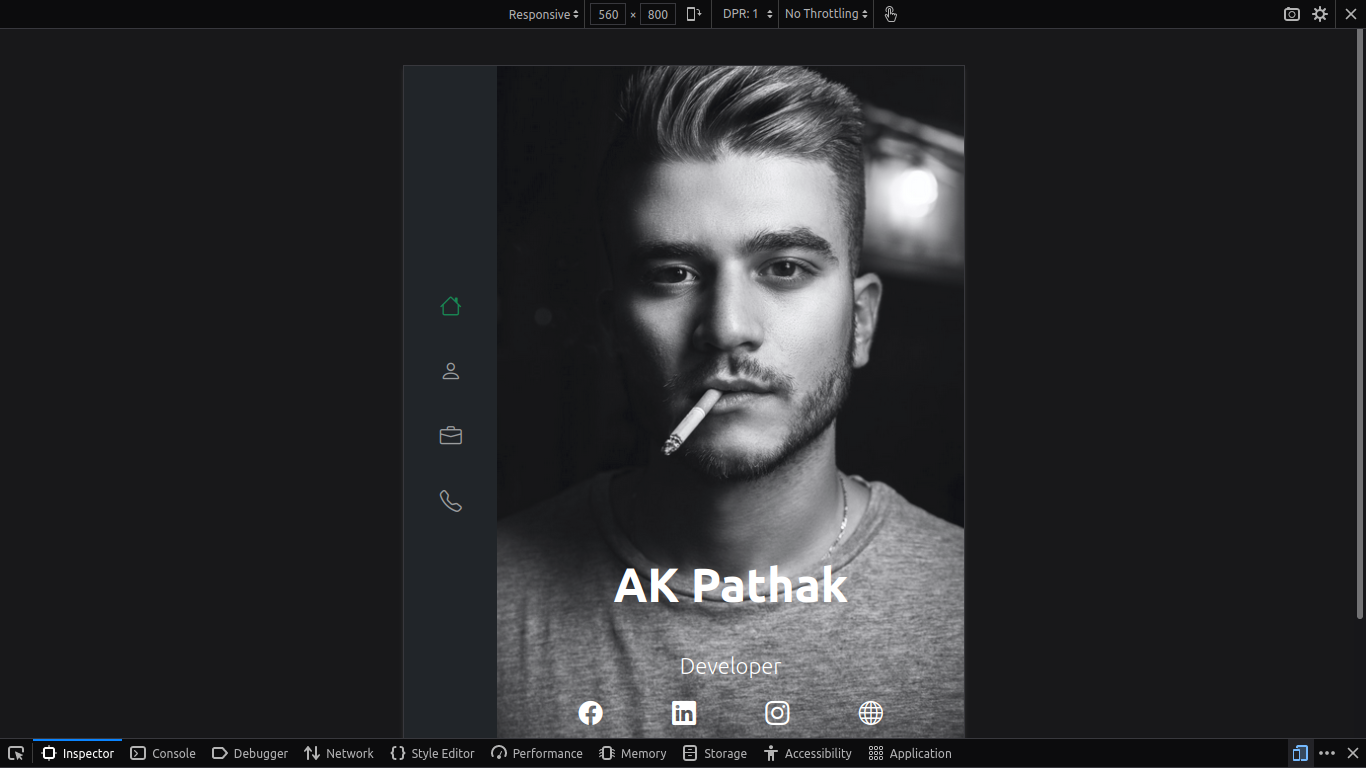 Responsive 560 × 800 DPR: 1 No Throttling
AK Pathak
Developer
Inspector Console Debugger Network Style Editor Performance Memory Storage Accessibility Application